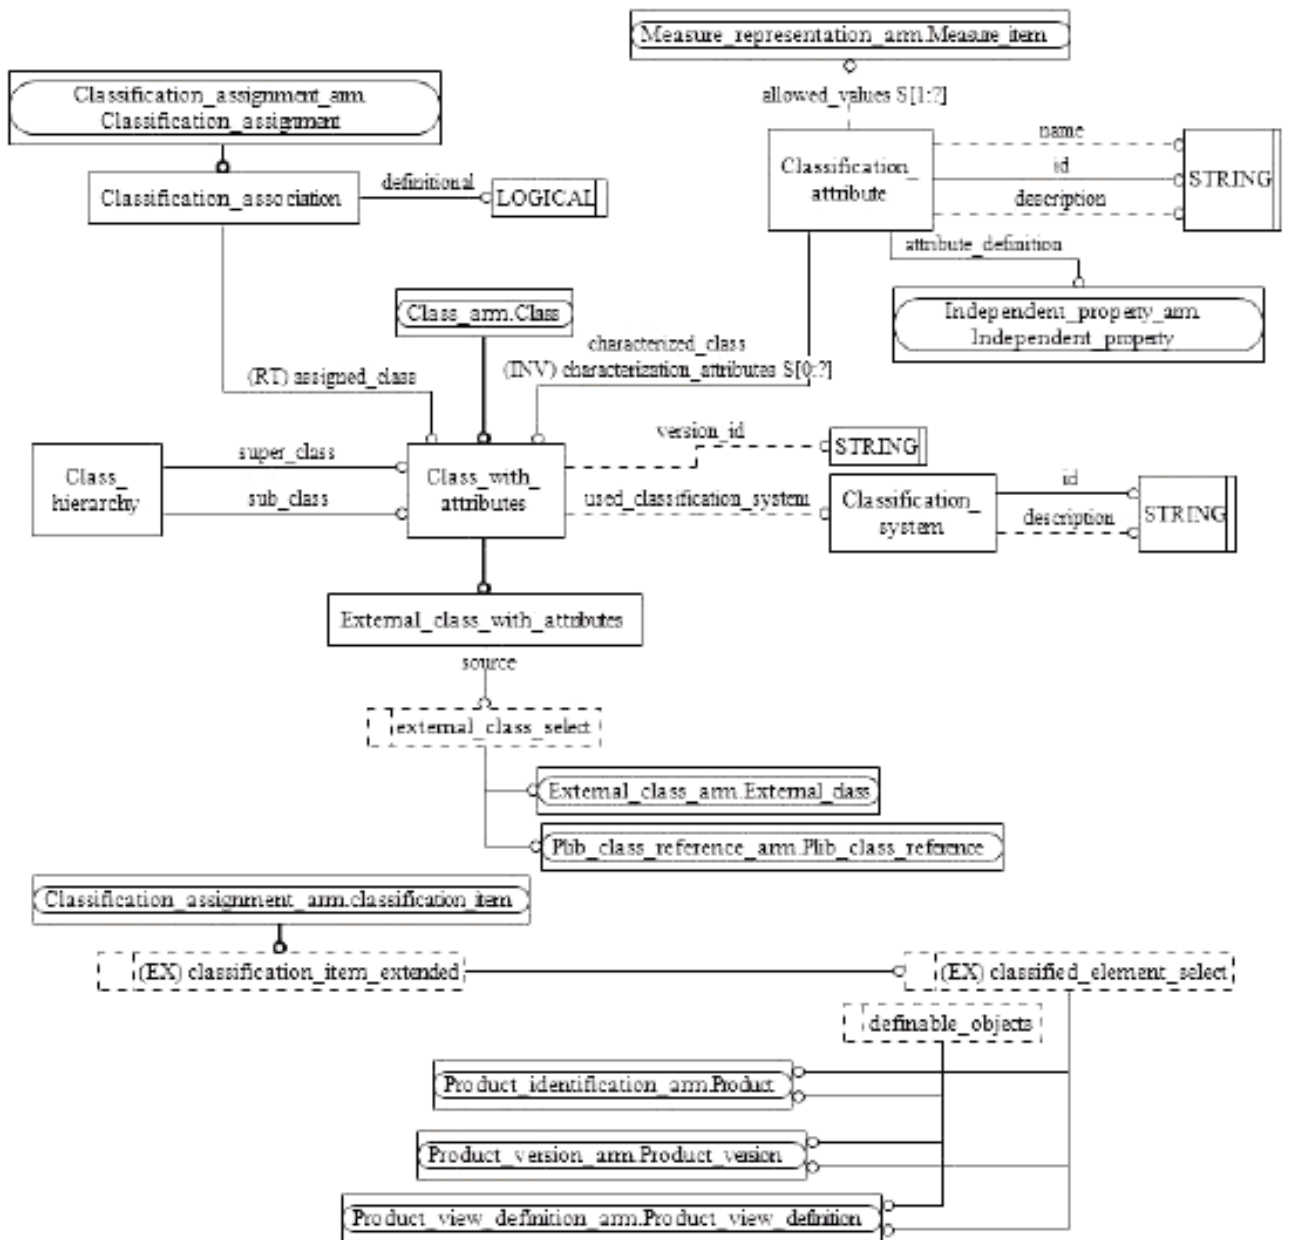 Measure_representation_arm.Measure_item
allowed_values S[1:?]
Classification_assignment_arm.
Classification_assignment
Classification_association
definitional
LOGICAL
Classification_
attribute
name
id
description
STRING
attribute_definition
Independent_property_arm.
Independent_property
Class_arm.Class
characterized_class
(INV) characterization_attributes S[0:?]
(RT) assigned_class
Class_
hierarchy
super_class
sub_class
Class_with_
attributes
version_id
STRING
used_classification_system
Classification_
system
id
description
STRING
External_class_with_attributes
source
external_class_select
External_class_arm.External_class
Plib_class_reference_arm.Plib_class_reference
Classification_assignment_arm.classification_item
(EX) classification_item_extended
(EX) classified_element_select
definable_objects
Product_identification_arm.Product
Product_version_arm.Product_version
Product_view_definition_arm.Product_view_definition